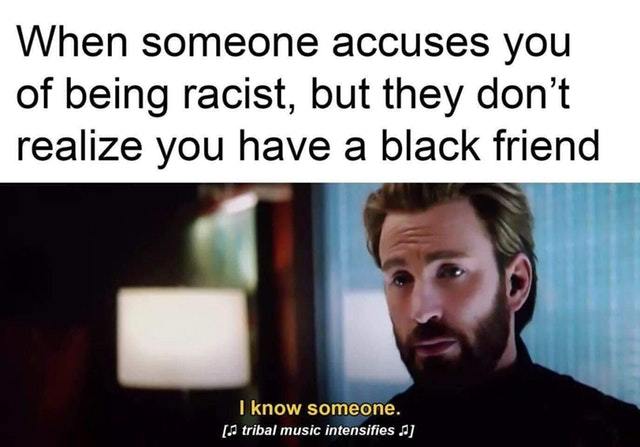 When someone accuses you
of being racist, but they don't
realize you have a black friend
I know someone.
[♫ tribal music intensifies ♫]